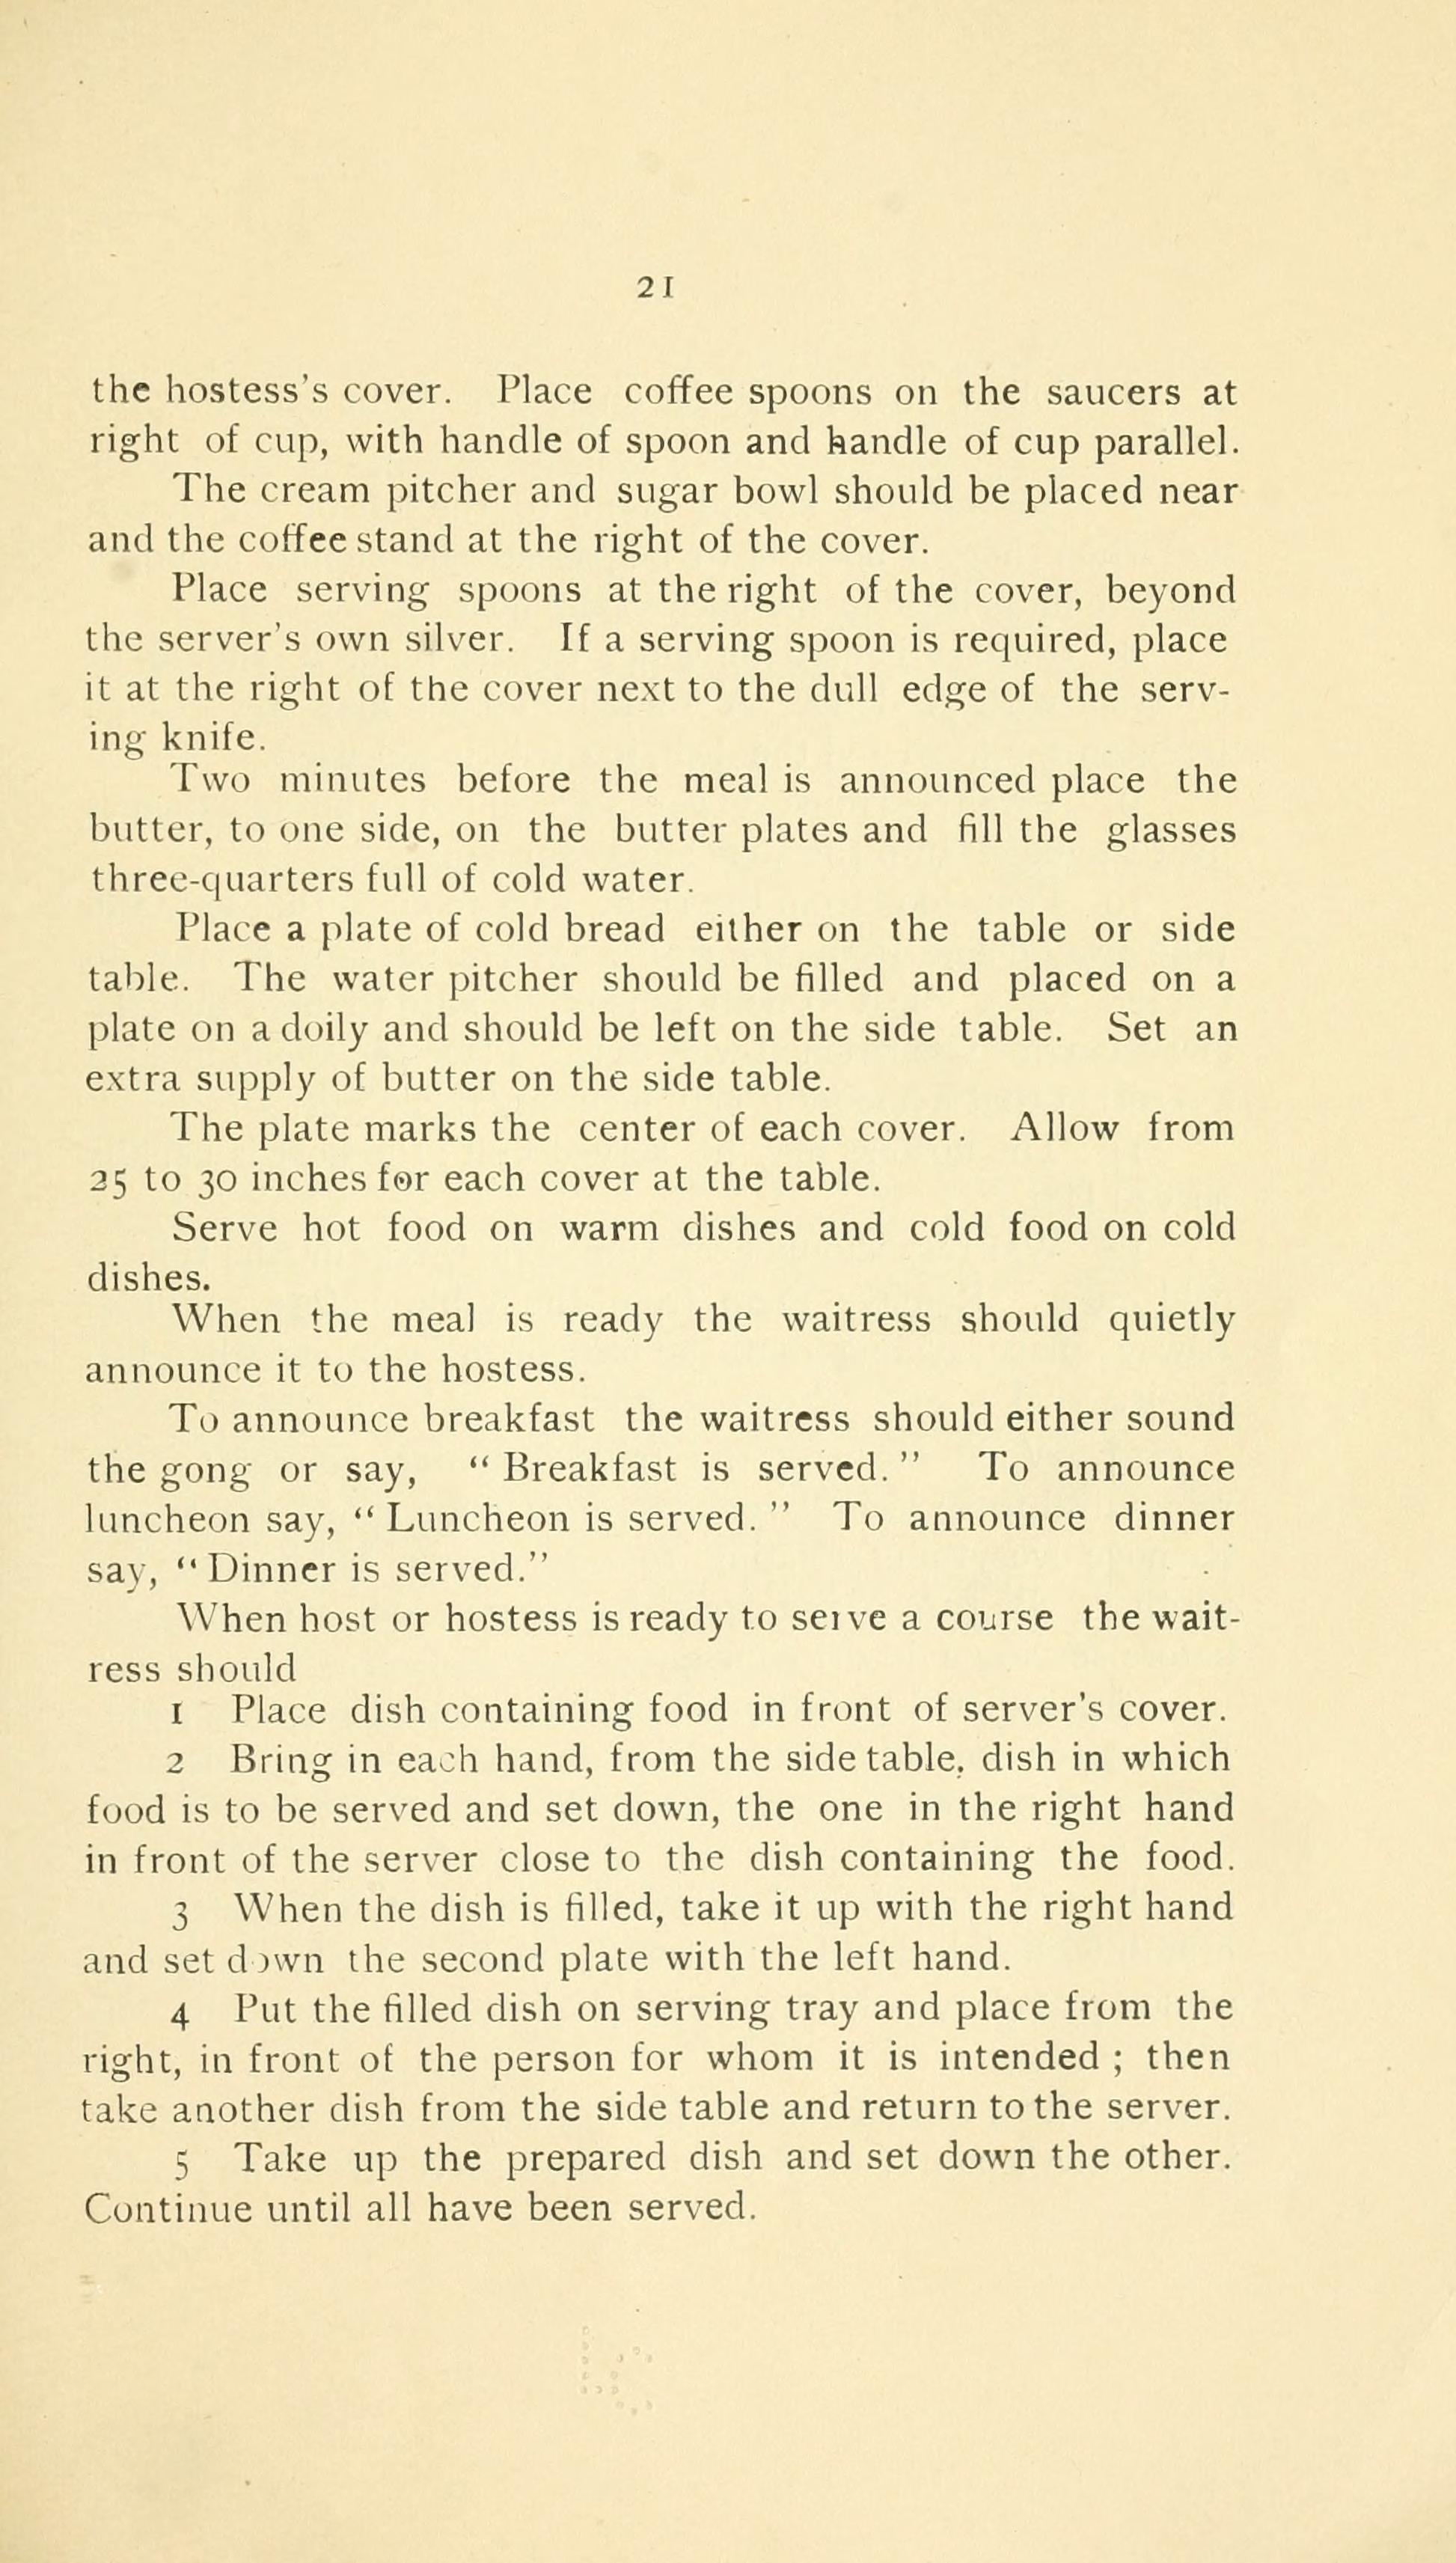 21
the hostess's cover. Place coffee spoons on the saucers at
right of cup, with handle of spoon and handle of cup parallel.
The cream pitcher and sugar bowl should be placed near
and the coffee stand at the right of the cover.
Place serving spoons at the right of the cover, beyond
the server's own silver. If a serving spoon is required, place
it at the right of the cover next to the dull edge of the serv-
ing knife.
Two minutes before the meal is announced place the
butter, to one side, on the butter plates and fill the glasses
three-quarters full of cold water.
Place a plate of cold bread either on the table or side
table. The water pitcher should be filled and placed on a
plate on a doily and should be left on the side table. Set an
extra supply of butter on the side table.
The plate marks the center of each cover. Allow from
25 to 30 inches for each cover at the table.
Serve hot food on warm dishes and cold food on cold
dishes.
When the meal is ready the waitress should quietly
announce it to the hostess.
To announce breakfast the waitress should either sound
the gong or say, “ Breakfast is served. ” To announce
luncheon say, “ Luncheon is served. ” To announce dinner
say, “ Dinner is served.”
When host or hostess is ready to serve a course the wait-
ress should
1 Place dish containing food in front of server's cover.
2 Bring in each hand, from the side table, dish in which
food is to be served and set down, the one in the right hand
in front of the server close to the dish containing the food.
3 When the dish is filled, take it up with the right hand
and set down the second plate with the left hand.
4 Put the filled dish on serving tray and place from the
right, in front of the person for whom it is intended ; then
take another dish from the side table and return to the server.
5 Take up the prepared dish and set down the other.
Continue until all have been served.